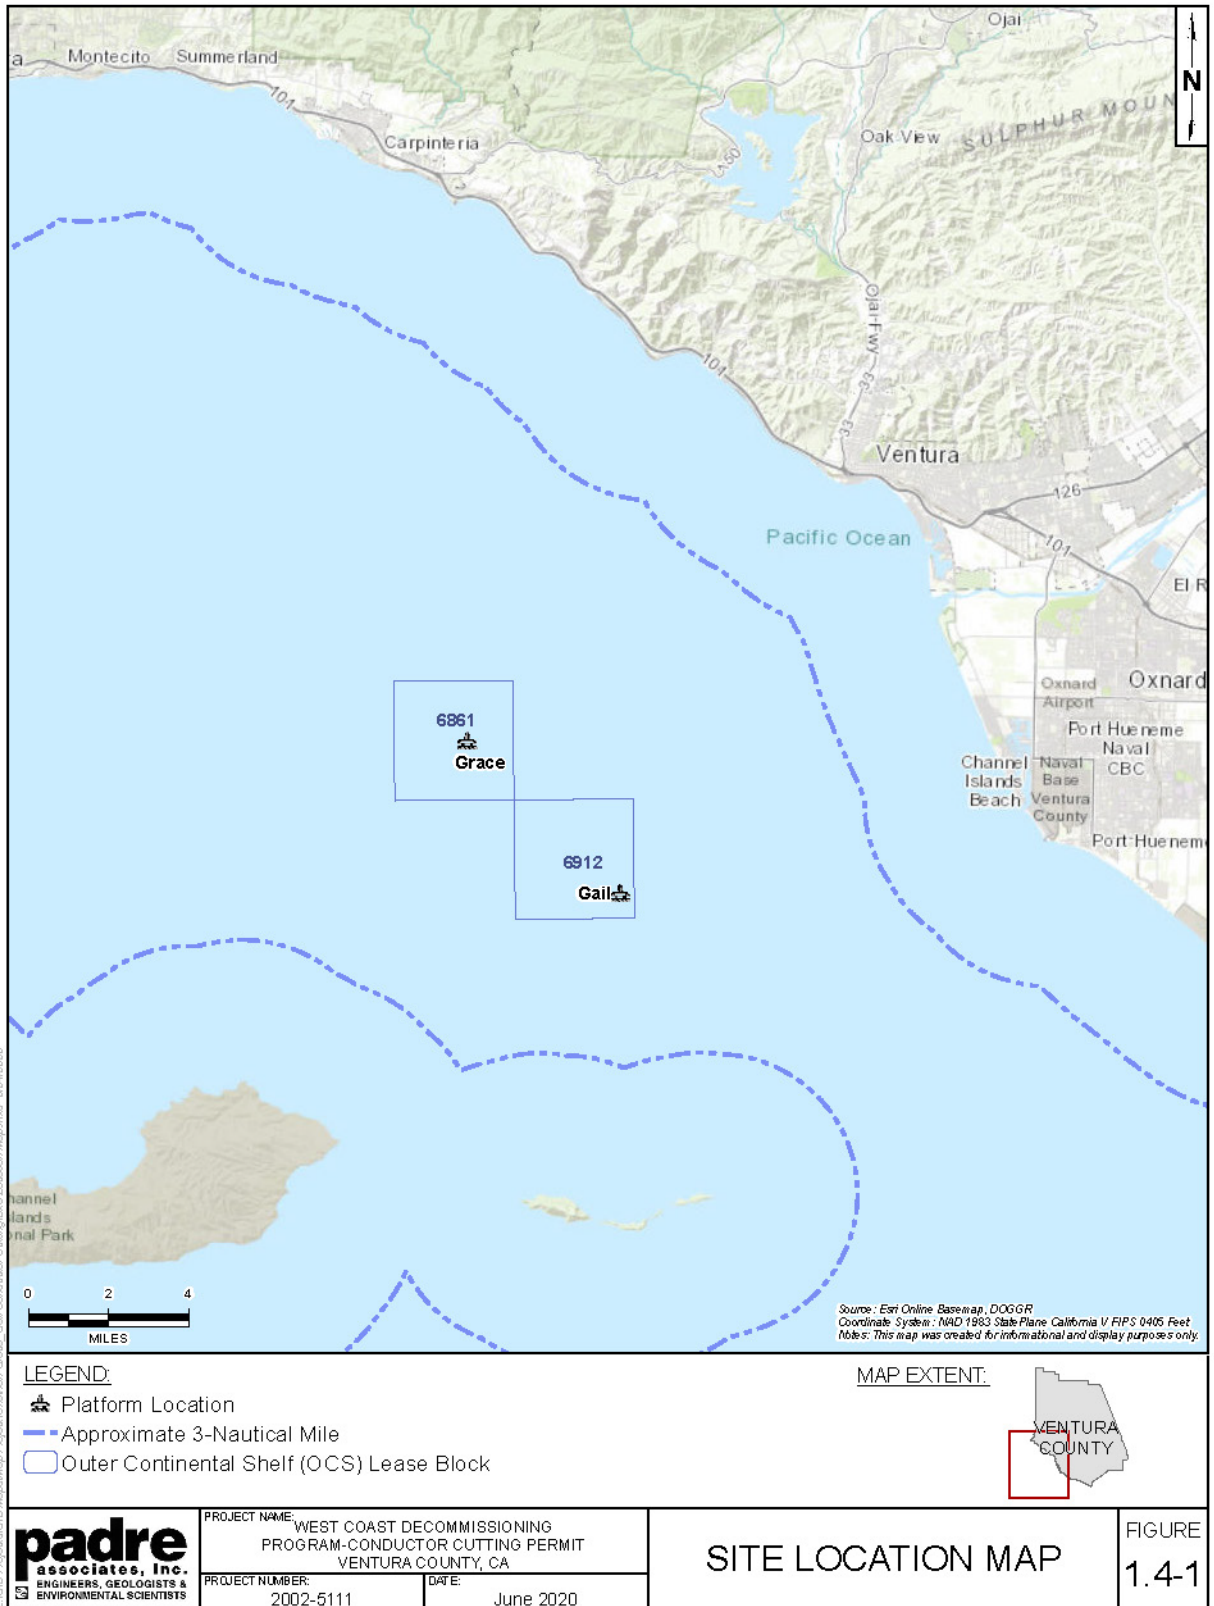 Ojai
a
Montecito
Summerland
N
101
Carpinteria
Oak View
SULPHUR MOUN
Ojai-Fwy
33
101
33
Ventura
126
Pacific Ocean
101
El R
Oxnard
Oxnard
Airport
6861
Grace
Port Hueneme
Naval
CBC
Channel
Islands
Beach
Naval
Base
Ventura
County
Port Huenem
6912
Gail
hannel
lands
nal Park
0 2 4
MILES
Source: Esri Online Basemap, DOGGR
Coordinate System: NAD 1983 StatePlane California V FIPS 0405 Feet
Notes: This map was created for informational and display purposes only.
LEGEND:
Platform Location
Approximate 3-Nautical Mile
Outer Continental Shelf (OCS) Lease Block
MAP EXTENT:
VENTURA
COUNTY
padre
associates, inc.
ENGINEERS, GEOLOGISTS &
ENVIRONMENTAL SCIENTISTS
PROJECT NAME:
WEST COAST DECOMMISSIONING
PROGRAM-CONDUCTOR CUTTING PERMIT
VENTURA COUNTY, CA
PROJECT NUMBER:
2002-5111
DATE:
June 2020
SITE LOCATION MAP
FIGURE
1.4-1